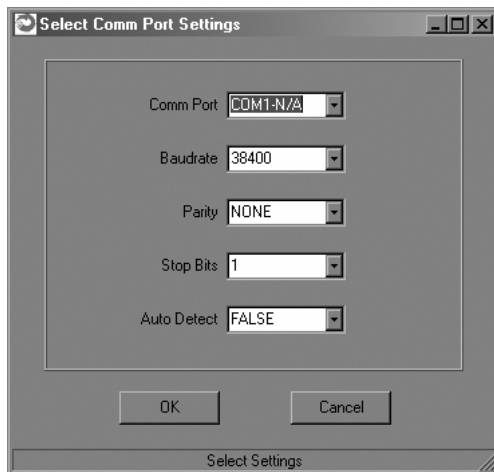 Select Comm Port Settings
Comm Port COM1-N/A
Baudrate 38400
Parity NONE
Stop Bits 1
Auto Detect FALSE
OK Cancel
Select Settings